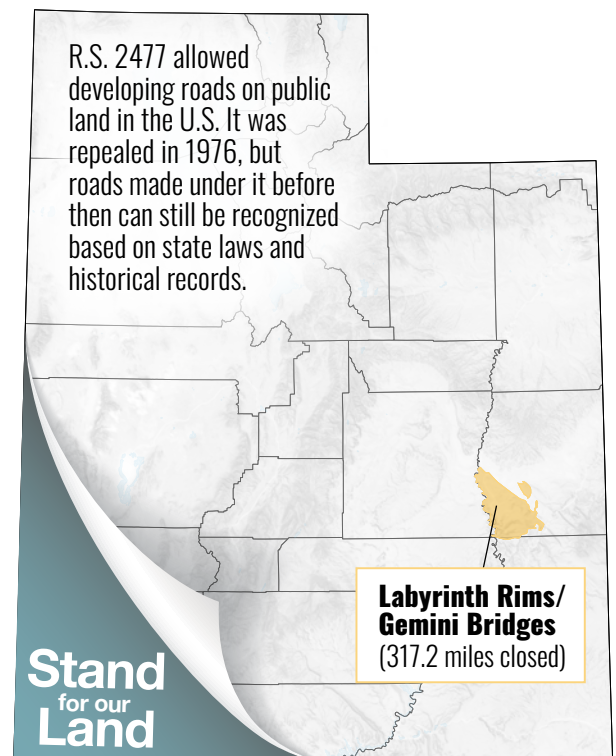 R.S. 2477 allowed
developing roads on public
land in the U.S. It was
repealed in 1976, but
roads made under it before
then can still be recognized
based on state laws and
historical records.
Labyrinth Rims/
Gemini Bridges
(317.2 miles closed)
Stand
for our
Land